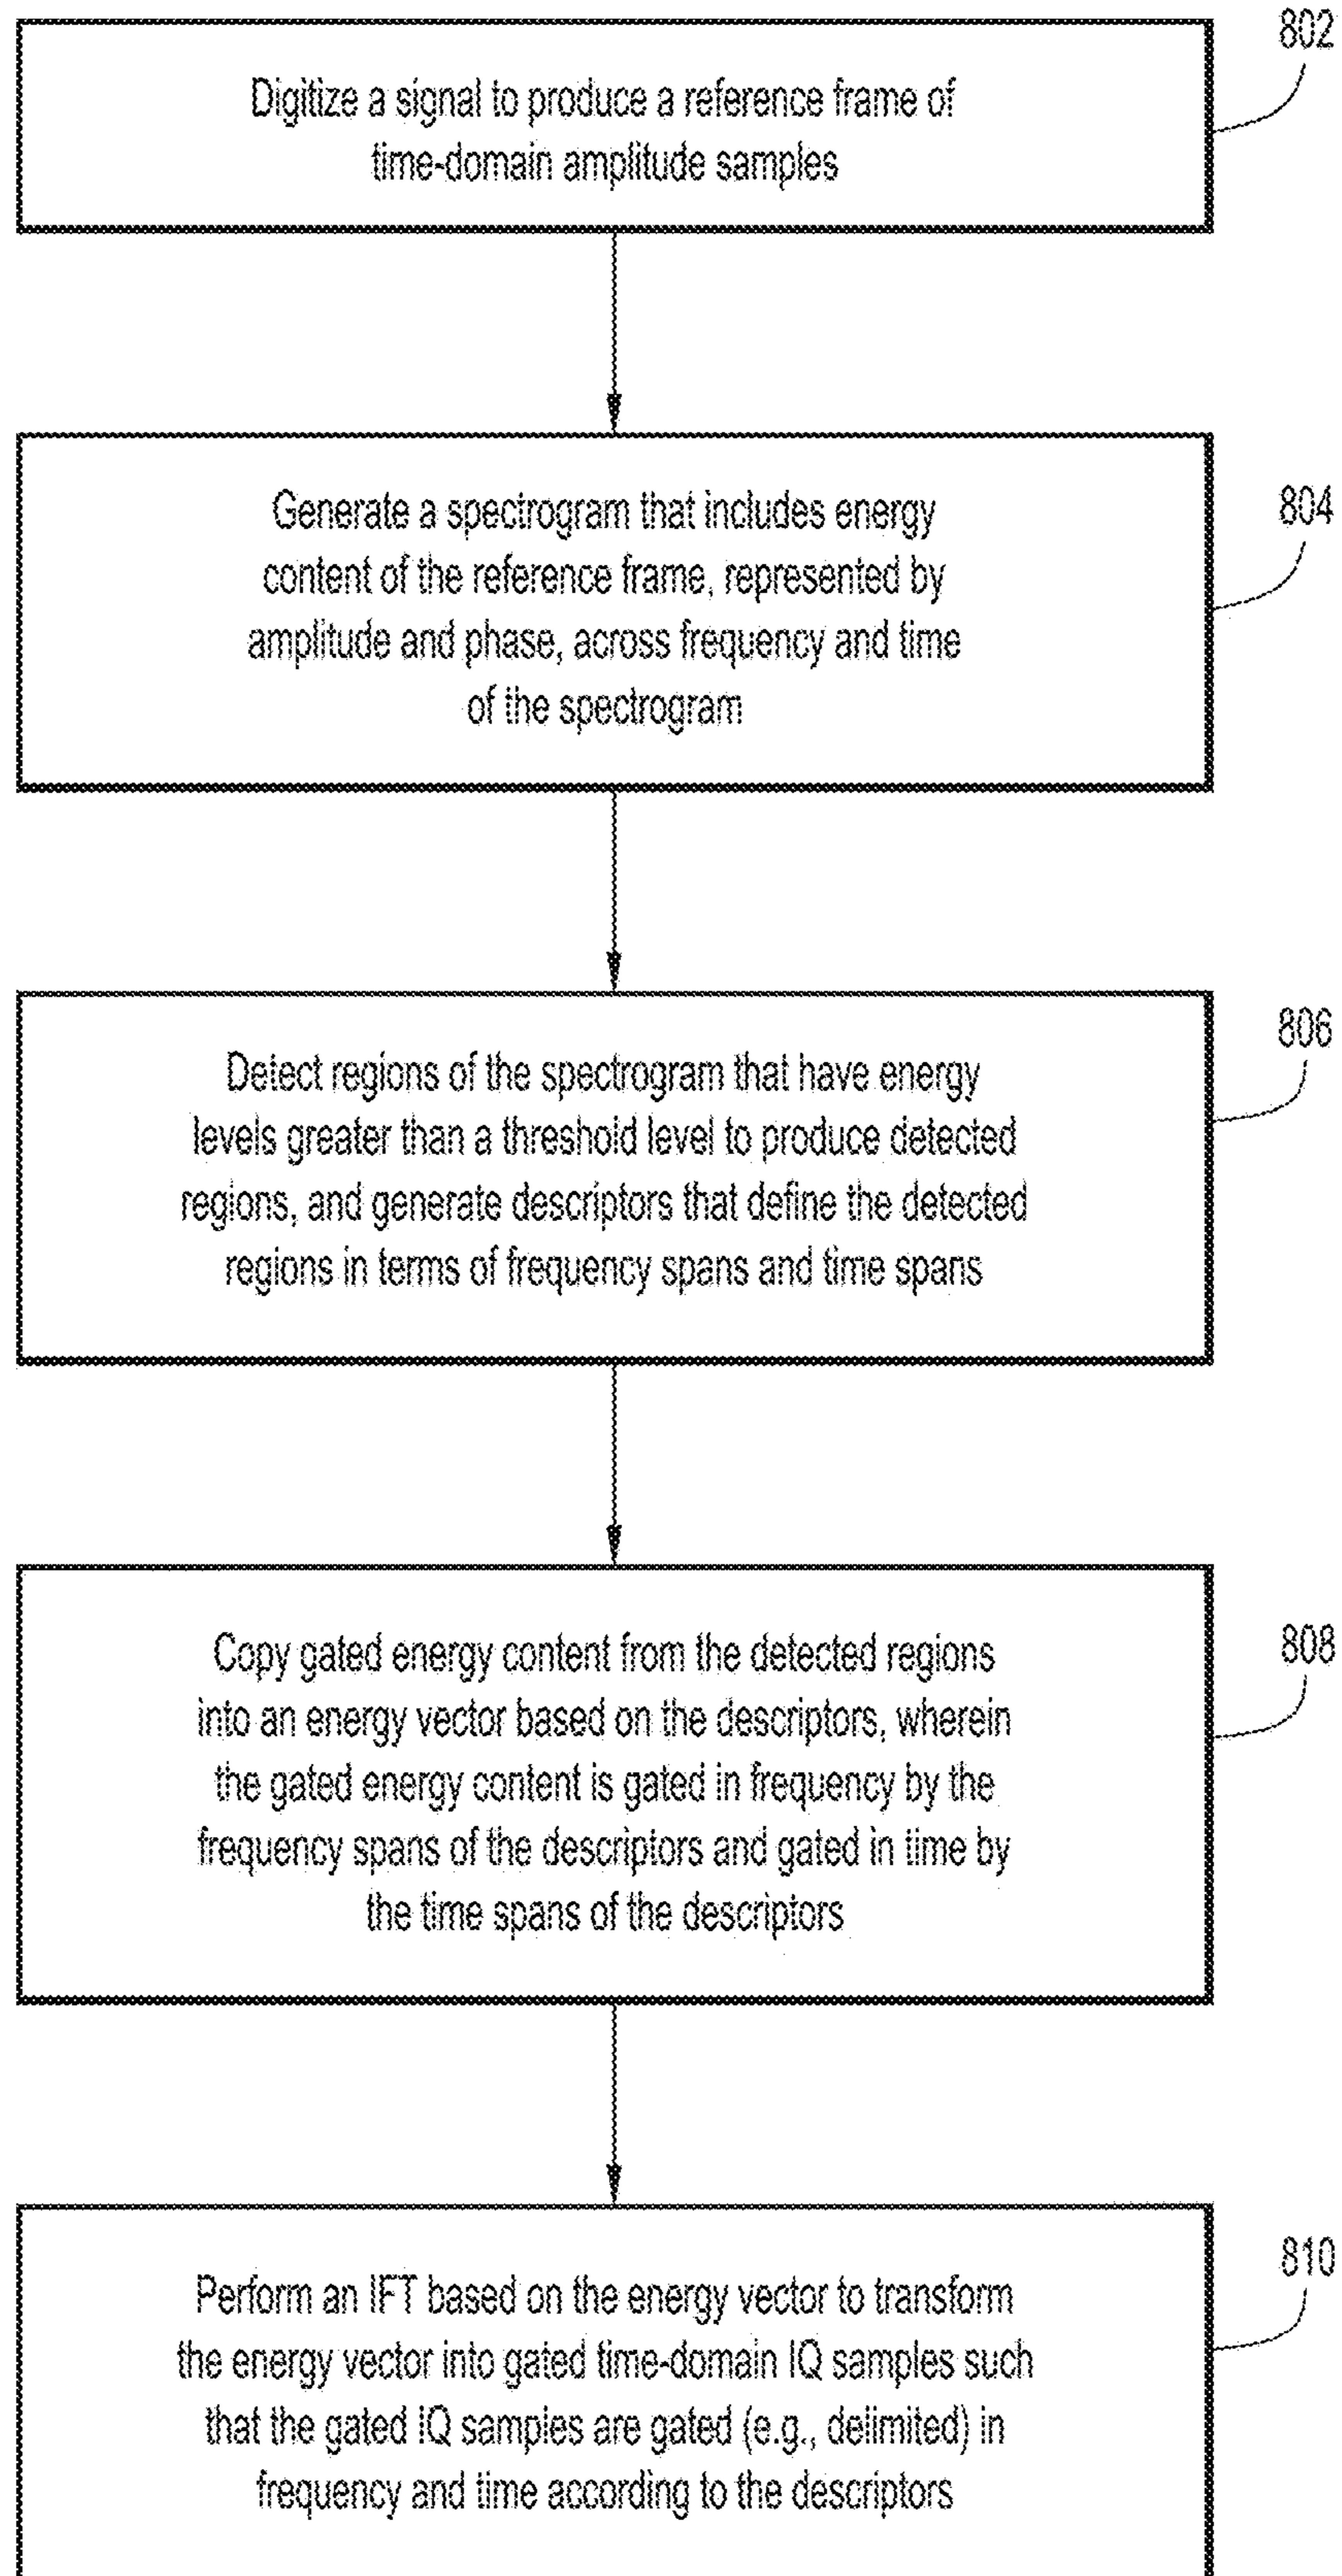 802
Digitize a signal to produce a reference frame of
time-domain amplitude samples
804
Generate a spectrogram that includes energy
content of the reference frame, represented by
amplitude and phase, across frequency and time
of the spectrogram
806
Detect regions of the spectrogram that have energy
levels greater than a threshold level to produce detected
regions, and generate descriptors that define the detected
regions in terms of frequency spans and time spans
808
Copy gated energy content from the detected regions
into an energy vector based on the descriptors, wherein
the gated energy content is gated in frequency by the
frequency spans of the descriptors and gated in time by
the time spans of the descriptors
810
Perform an IFT based on the energy vector to transform
the energy vector into gated time-domain IQ samples such
that the gated IQ samples are gated (e.g., delimited) in
frequency and time according to the descriptors